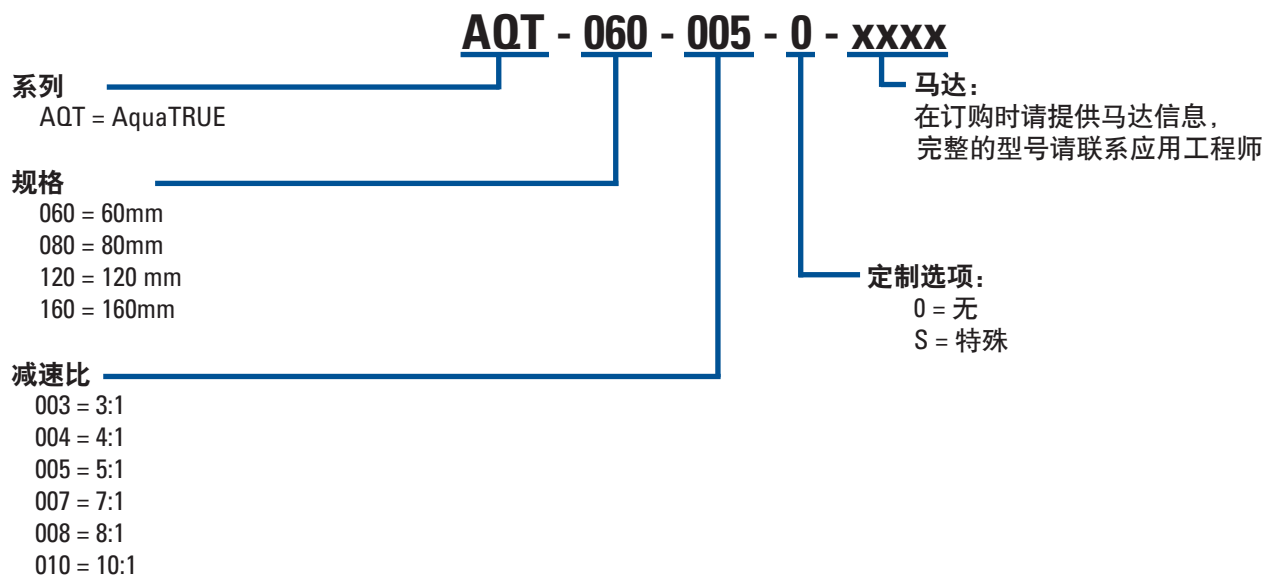 AQT - 060 - 005 - 0 - xxxx
系列
AQT = AquaTRUE
规格
060 = 60mm
080 = 80mm
120 = 120 mm
160 = 160mm
减速比
003 = 3:1
004 = 4:1
005 = 5:1
007 = 7:1
008 = 8:1
010 = 10:1
马达：
在订购时请提供马达信息，
完整的型号请联系应用工程师
定制选项：
0 = 无
S = 特殊